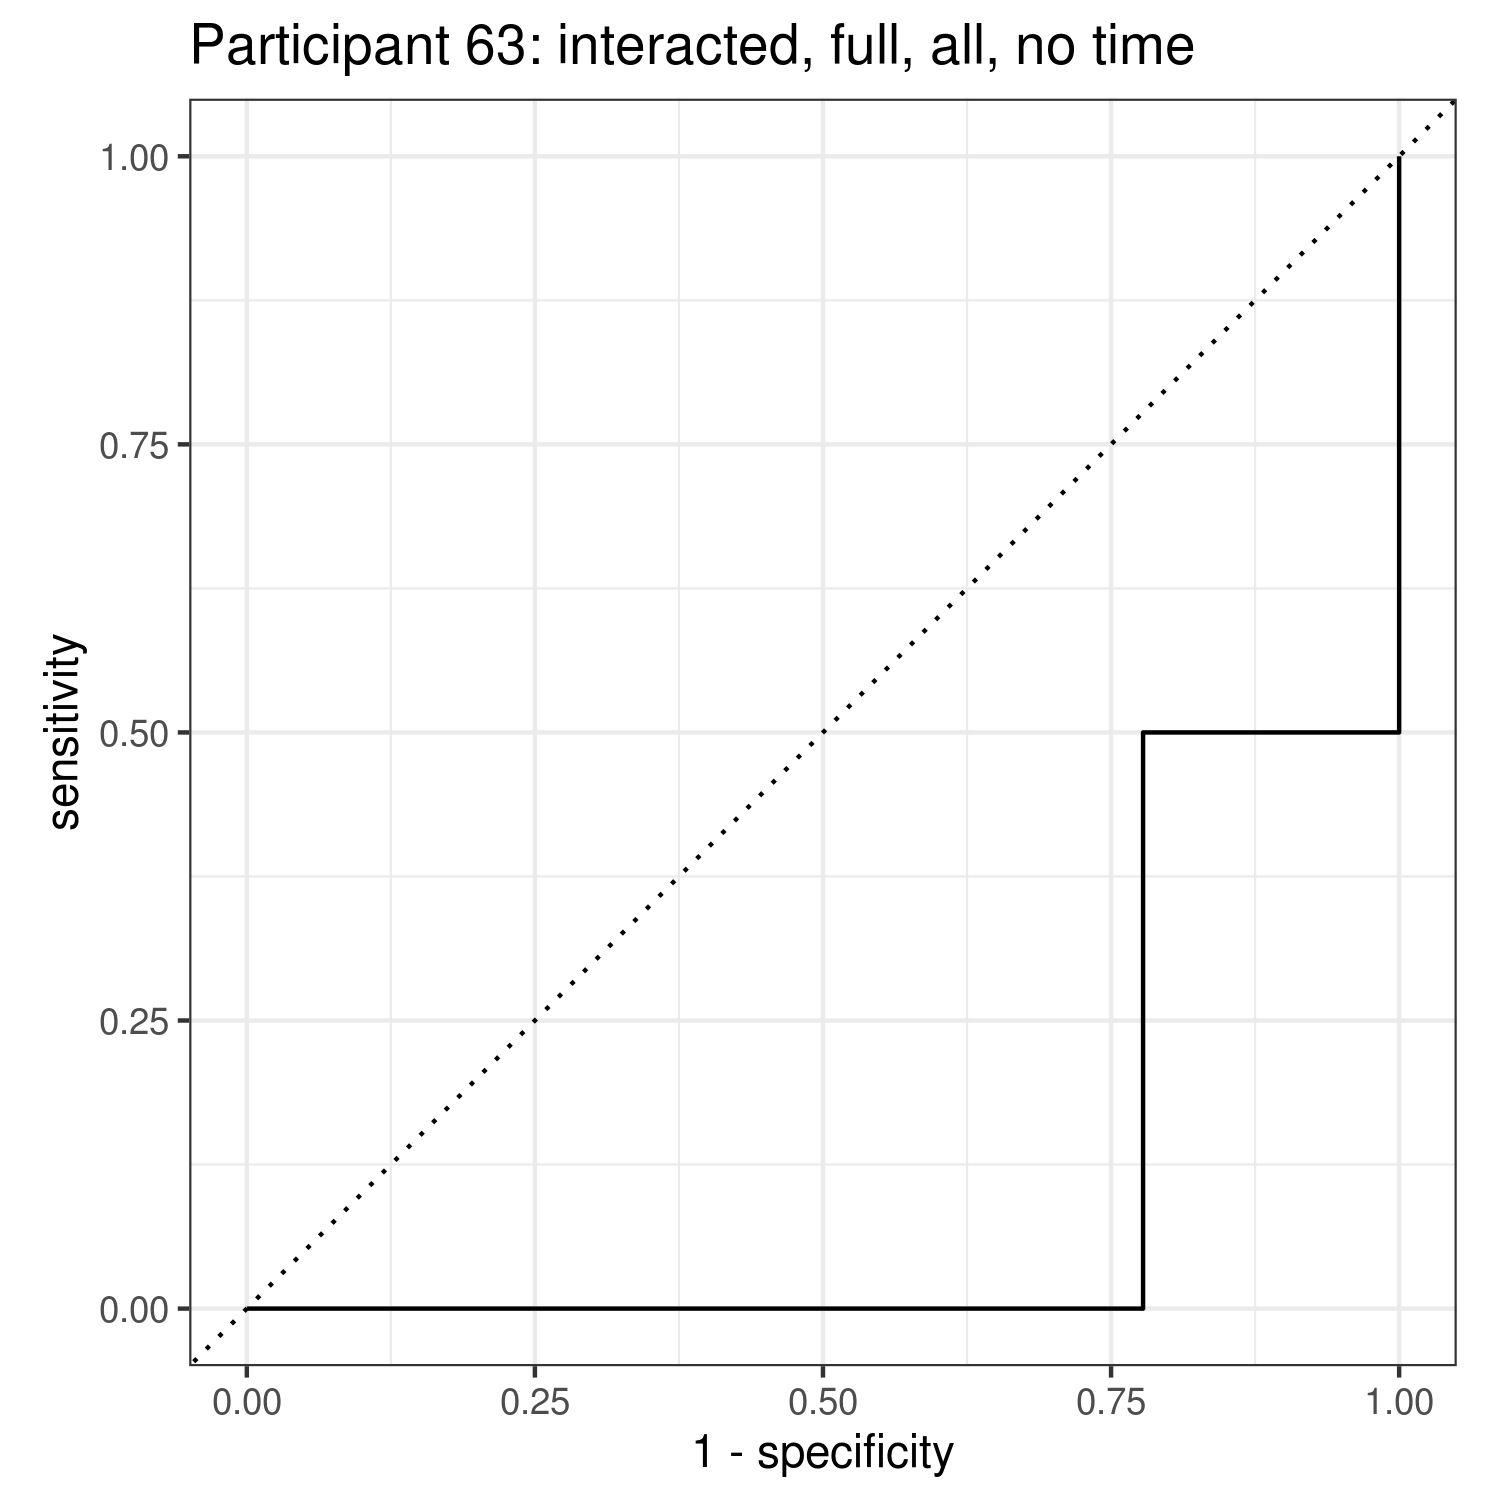 Participant 63: interacted, full, all, no time
1.00
0.75
0.50
0.25
0.00
sensitivity
0.00 0.25 0.50 0.75 1.00
1 - specificity